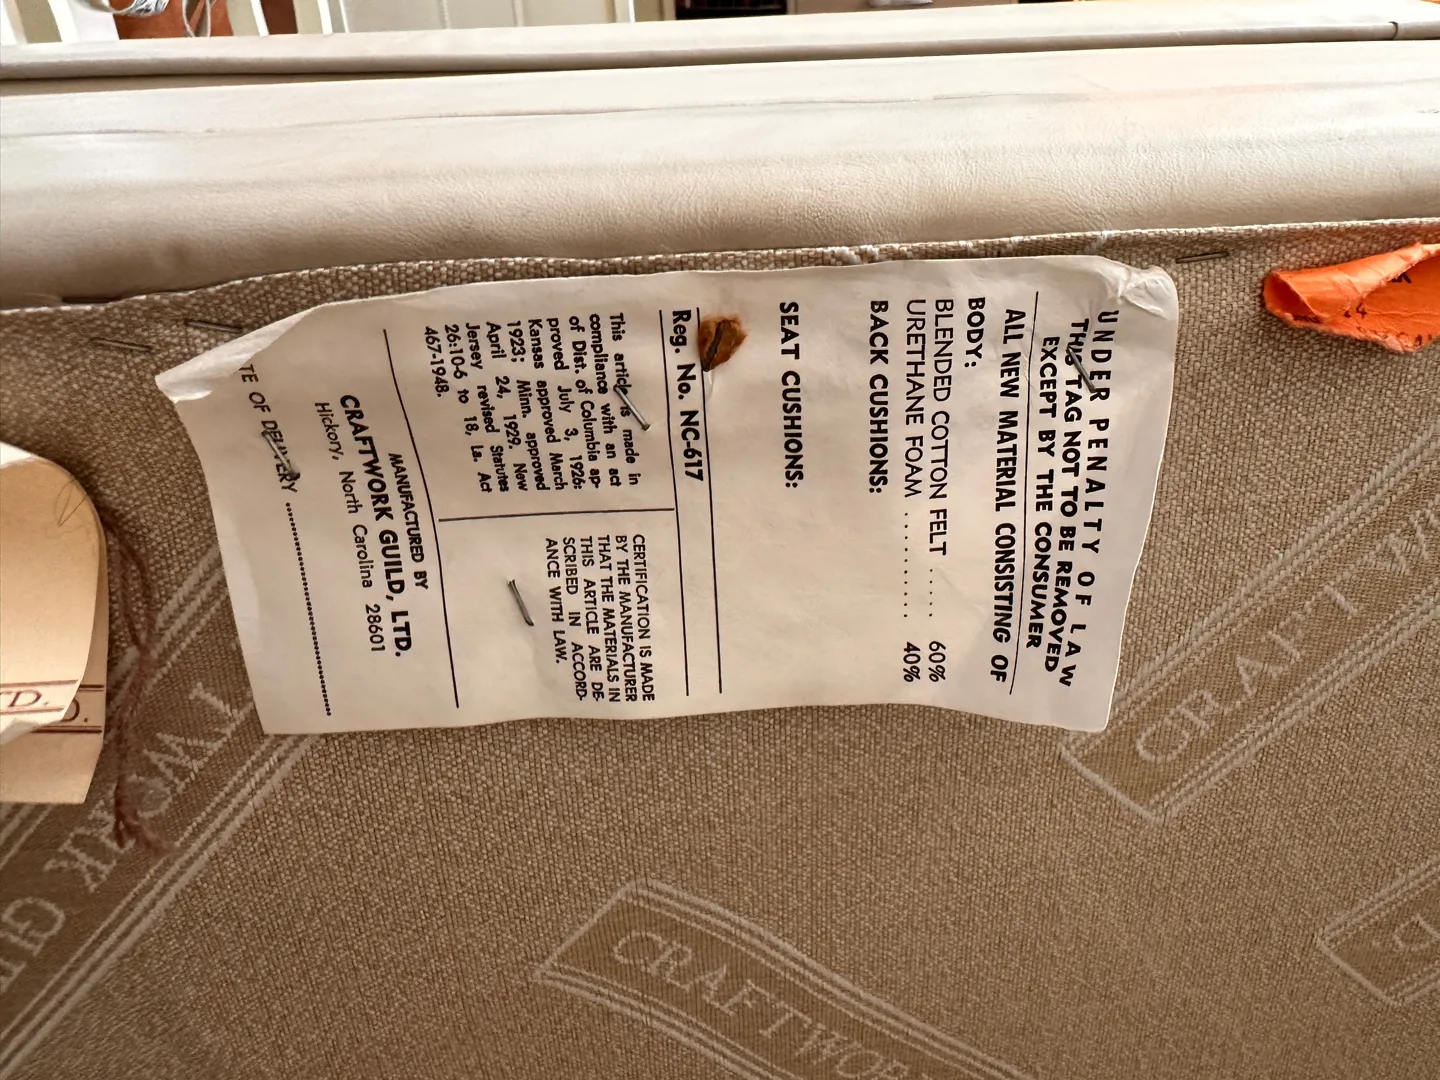 UNDER PENALTY OF LAW
THIS TAG NOT TO BE REMOVED
EXCEPT BY THE CONSUMER
ALL NEW MATERIAL CONSISTING OF
BODY:
BLENDED COTTON FELT ..... 60%
URETHANE FOAM ......... 40%
BACK CUSHIONS:
SEAT CUSHIONS:
Reg. No. NC-617
This article is made in
compliance with an act
of Dist. of Columbia ap-
proved July 3, 1926:
Kansas approved March
1923; Minn. approved
April 24, 1929. New
Jersey revised Statutes
26:10-6 to 18, La. Act
467-1948.
CERTIFICATION IS MADE
BY THE MANUFACTURER
THAT THE MATERIALS IN
THIS ARTICLE ARE DE-
SCRIBED IN ACCORD-
ANCE WITH LAW.
MANUFACTURED BY
CRAFTWORK GUILD, LTD.
Hickory, North Carolina 28601
TE OF DELIVERY
CRAFTWOR
TWORK GUI
TD.
D.